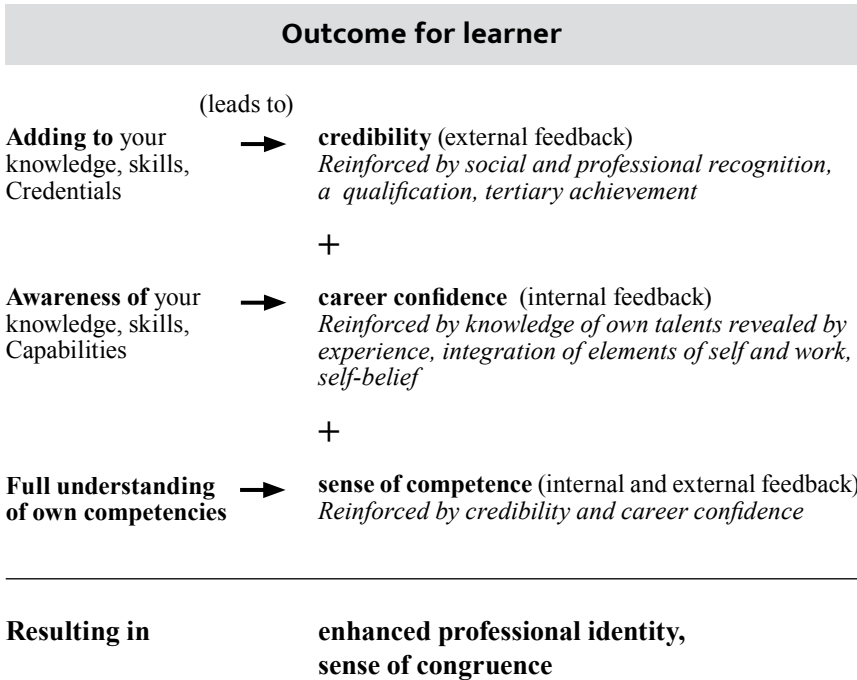 Outcome for learner
(leads to)
Adding to your
knowledge, skills,
Credentials
credibility (external feedback)
Reinforced by social and professional recognition,
a qualification, tertiary achievement
+
Awareness of your
knowledge, skills,
Capabilities
career confidence (internal feedback)
Reinforced by knowledge of own talents revealed by
experience, integration of elements of self and work,
self-belief
+
Full understanding
of own competencies
sense of competence (internal and external feedback)
Reinforced by credibility and career confidence
Resulting in
enhanced professional identity,
sense of congruence